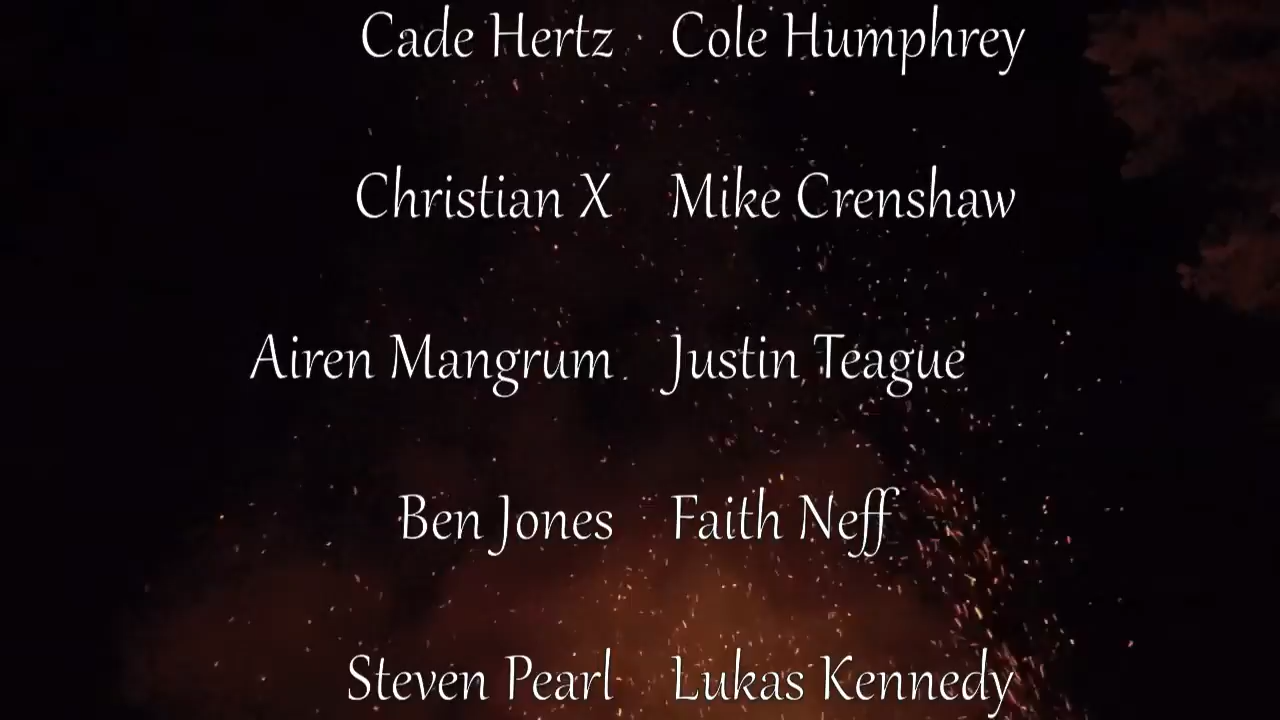 Cade Hertz Cole Humphrey
Christian X Mike Crenshaw
Airen Mangrum Justin Teague
Ben Jones Faith Neff
Steven Pearl Lukas Kennedy